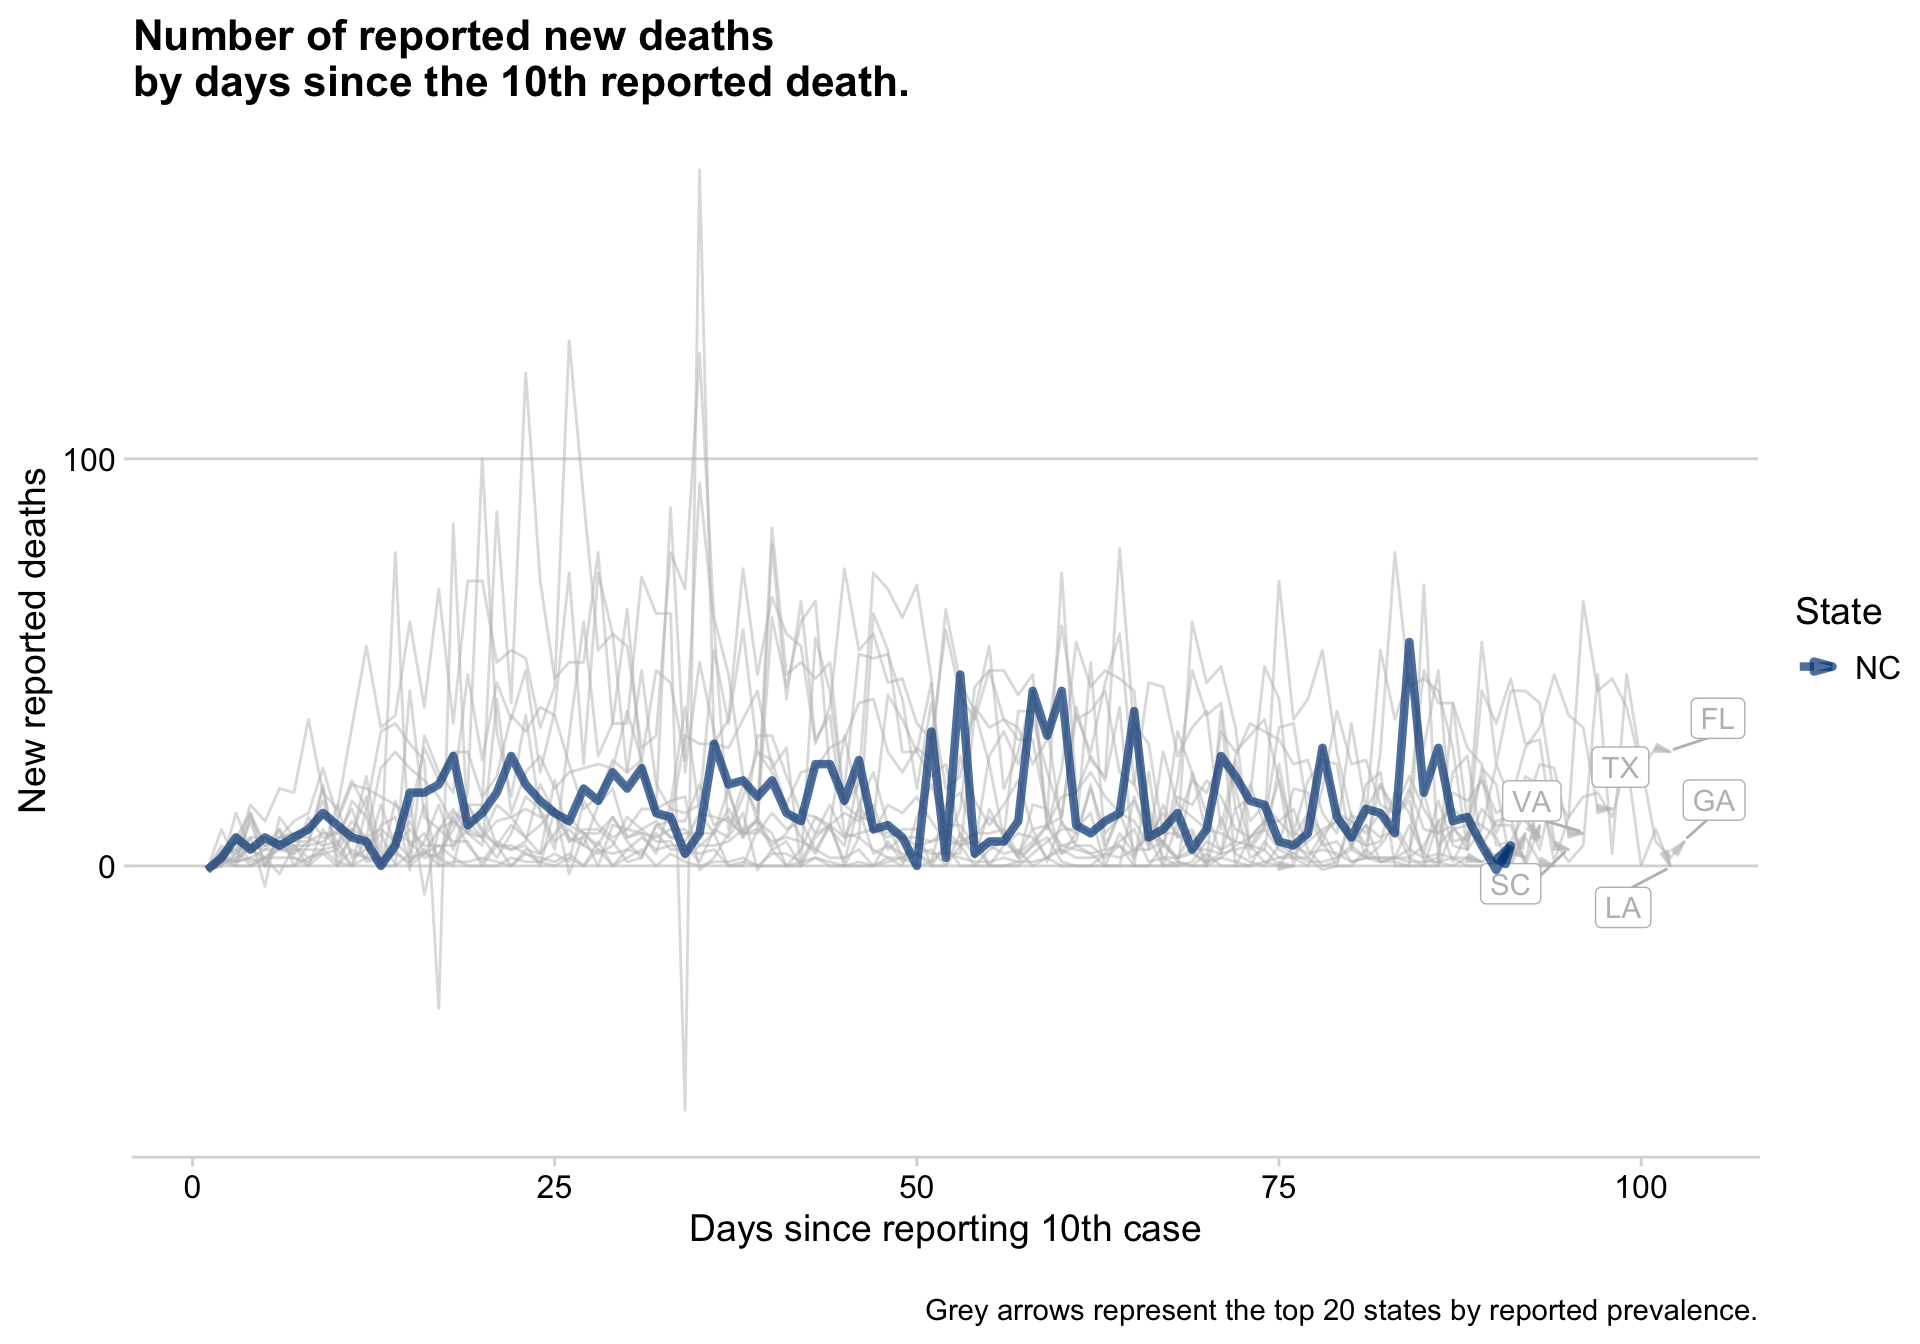 Number of reported new deaths
by days since the 10th reported death.
New reported deaths
100
0
FL
TX
VA
GA
SC
LA
State
NC
0 25 50 75 100
Days since reporting 10th case
Grey arrows represent the top 20 states by reported prevalence.